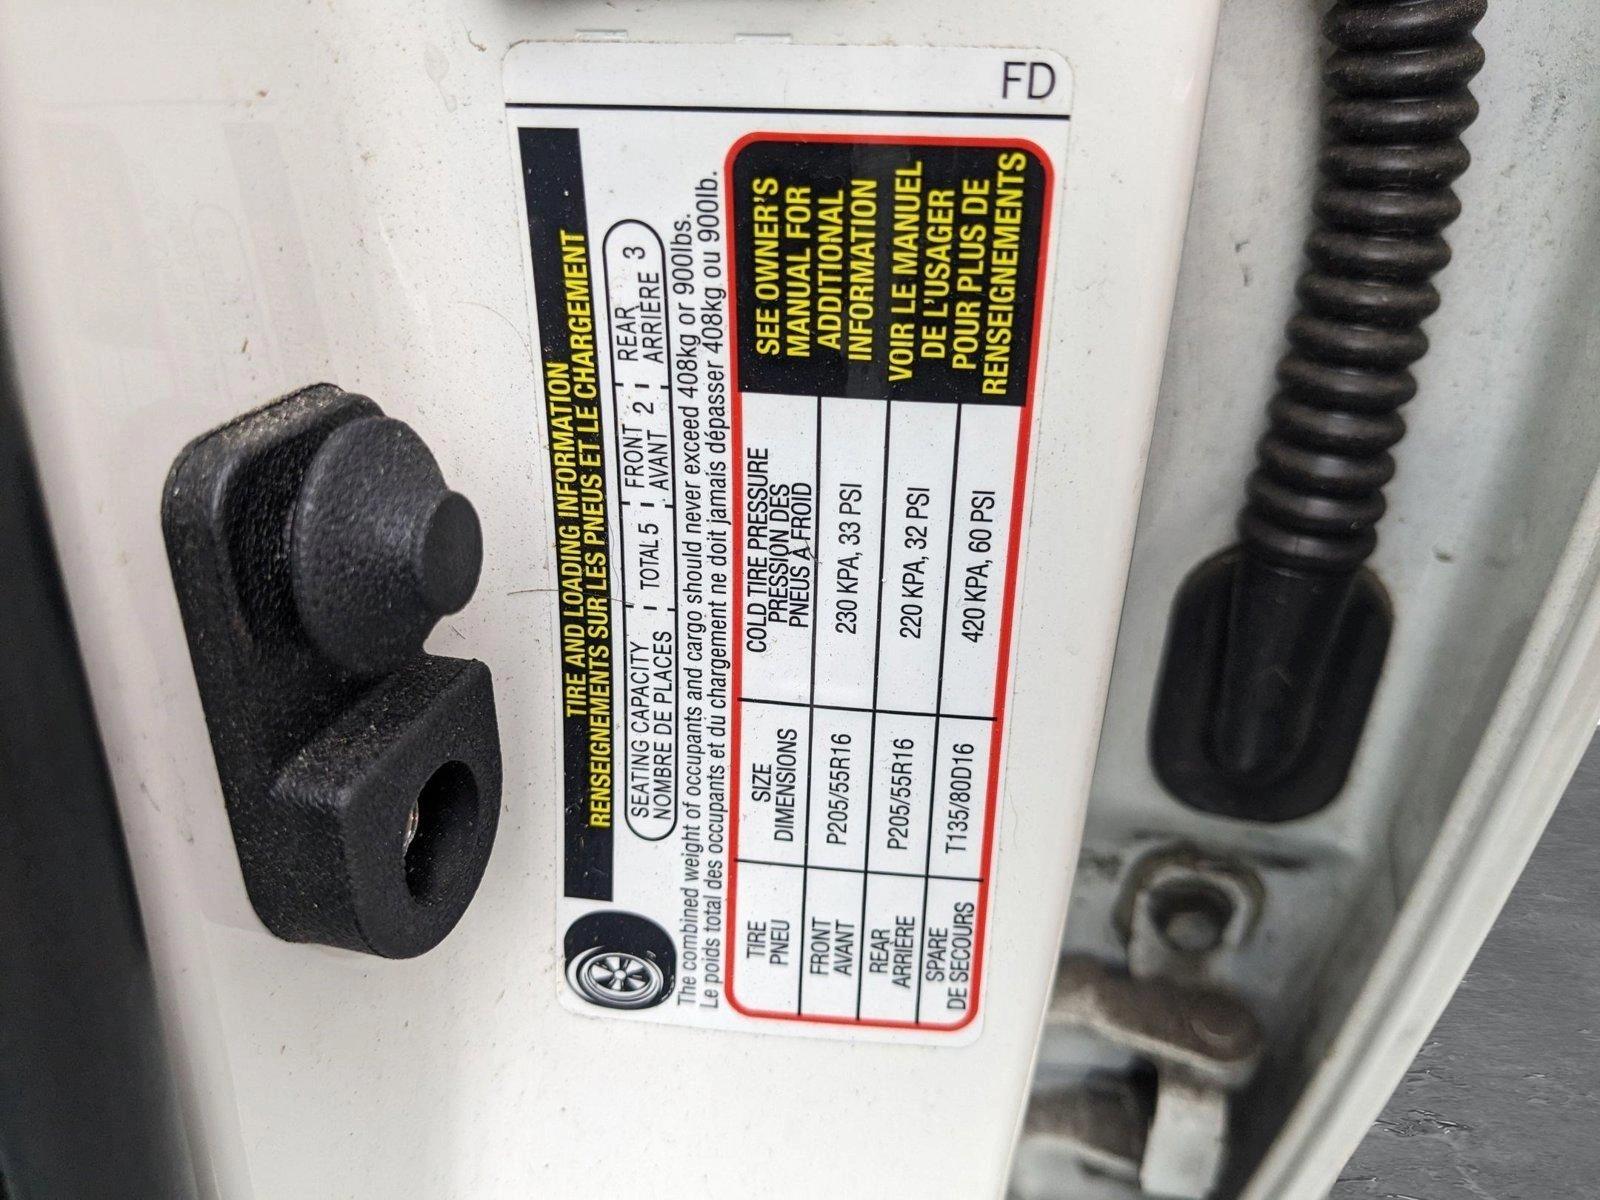 FD
TIRE AND LOADING INFORMATION
RENSEIGNEMENTS SUR LES PNEUS ET LE CHARGEMENT
SEATING CAPACITY TOTAL 5 FRONT 2 REAR 3
NOMBRE DE PLACES AVANT ARRIÈRE
The combined weight of occupants and cargo should never exceed 408kg or 900lbs.
Le poids total des occupants et du chargement ne doit jamais dépasser 408kg ou 900lb.
TIRE
PNEU
SIZE
DIMENSIONS
COLD TIRE PRESSURE
PRESSION DES
PNEUS A FROID
FRONT
AVANT
P205/55R16
230 KPA, 33 PSI
REAR
ARRIÈRE
P205/55R16
220 KPA, 32 PSI
SPARE
DE SECOURS
T135/80D16
420 KPA, 60 PSI
SEE OWNER'S
MANUAL FOR
ADDITIONAL
INFORMATION
VOIR LE MANUEL
DE L'USAGER
POUR PLUS DE
RENSEIGNEMENTS